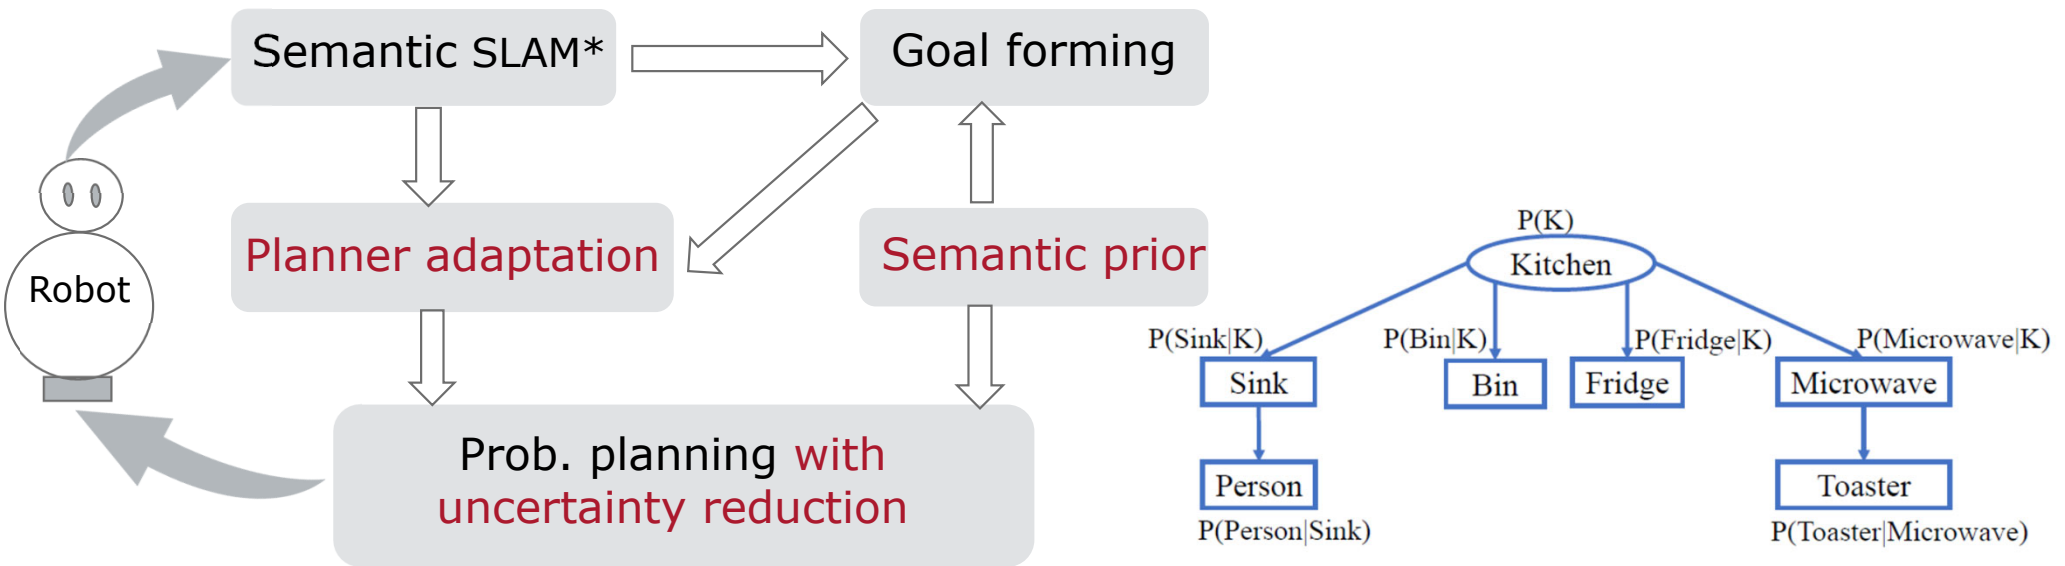 Semantic SLAM*
Goal forming
Planner adaptation
Semantic prior
Robot
Prob. planning with
uncertainty reduction
P(K)
Kitchen
P(Sink|K)
P(Bin|K)
P(Fridge|K)
P(Microwave|K)
Sink
Bin
Fridge
Microwave
Person
Toaster
P(Person|Sink)
P(Toaster|Microwave)